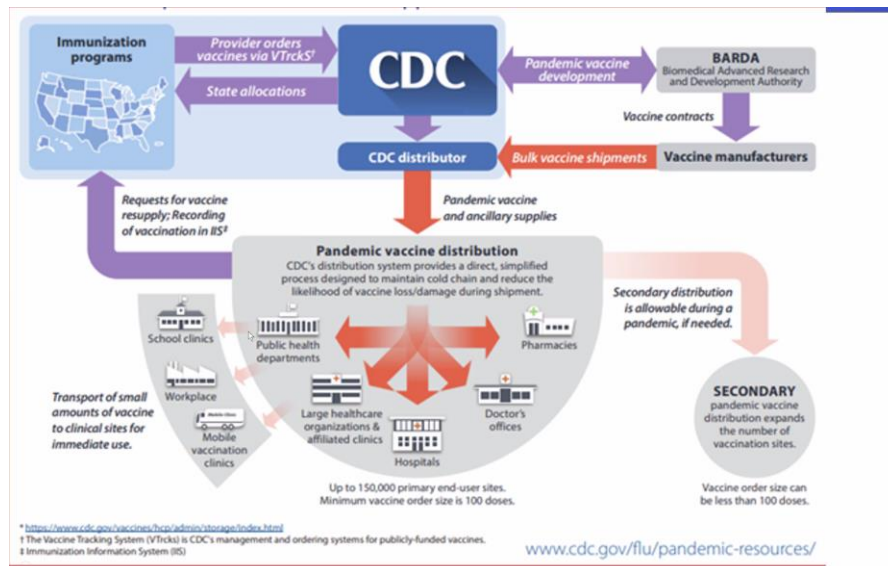 Immunization
programs
Provider orders
vaccines via VTrckS†
State allocations
CDC
Pandemic vaccine
development
BARDA
Biomedical Advanced Research
and Development Authority
Vaccine contracts
CDC distributor
Bulk vaccine shipments
Vaccine manufacturers
Requests for vaccine
resupply; Recording
of vaccination in IIS‡
Pandemic vaccine
and ancillary supplies
Pandemic vaccine distribution
CDC's distribution system provides a direct, simplified
process designed to maintain cold chain and reduce the
likelihood of vaccine loss/damage during shipment.
Secondary distribution
is allowable during a
pandemic, if needed.
School clinics
Public health
departments
Pharmacies
Workplace
Transport of small
amounts of vaccine
to clinical sites for
immediate use.
Mobile Clinic
Mobile
vaccination
clinics
Large healthcare
organizations &
affiliated clinics
Hospitals
Doctor's
offices
SECONDARY
pandemic vaccine
distribution expands
the number of
vaccination sites.
Up to 150,000 primary end-user sites.
Minimum vaccine order size is 100 doses.
Vaccine order size can
be less than 100 doses.
* https://www.cdc.gov/vaccines/hcp/admin/storage/index.html
† The Vaccine Tracking System (VTrcks) is CDC's management and ordering systems for publicly-funded vaccines.
‡ Immunization Information System (IIS)
www.cdc.gov/flu/pandemic-resources/